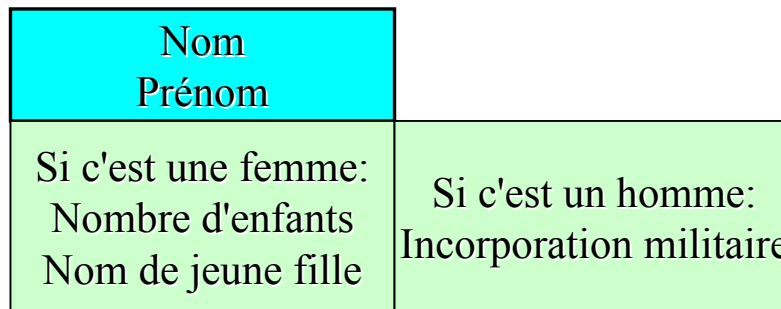 Nom
Prénom
Si c'est une femme:
Nombre d'enfants
Nom de jeune fille
Si c'est un homme:
Incorporation militaire